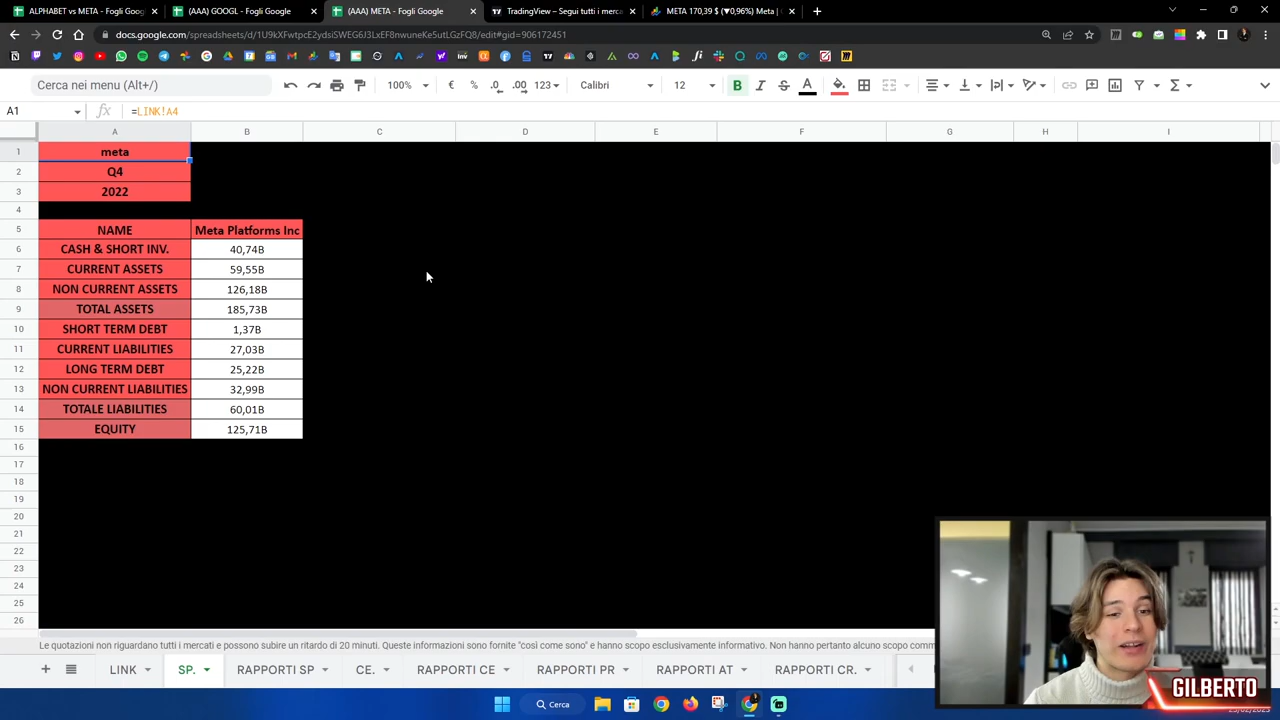 ALPHABET vs META - Fogli Googl
(AAA) GOOGL - Fogli Google
(AAA) META - Fogli Google
TradingView – Segui tutti i merca
META 170,39 $ (▼0,96%) Meta |
docs.google.com/spreadsheets/d/1U9kXFwtpcE2ydsiSWEG6J3LxEF8nwuneKe5utLGzFQ8/edit#gid=906172451
Cerca nei menu (Alt+/)
100%
€
%
.0
.00
123
Calibri
12
B
I
S
A
A1
fx
=LINK!A4
A
B
C
D
E
F
G
H
I
1
meta
2
Q4
3
2022
4
5
NAME
Meta Platforms Inc
6
CASH & SHORT INV.
40,74B
7
CURRENT ASSETS
59,55B
8
NON CURRENT ASSETS
126,18B
9
TOTAL ASSETS
185,73B
10
SHORT TERM DEBT
1,37B
11
CURRENT LIABILITIES
27,03B
12
LONG TERM DEBT
25,22B
13
NON CURRENT LIABILITIES
32,99B
14
TOTALE LIABILITIES
60,01B
15
EQUITY
125,71B
16
17
18
19
20
21
22
23
24
25
26
Le quotazioni non riguardano tutti i mercati e possono subire un ritardo di 20 minuti. Queste informazioni sono fornite "così come sono" e hanno scopo esclusivamente informativo. Non hanno pertanto alcuno scopo comm
LINK
SP.
RAPPORTI SP
CE.
RAPPORTI CE
RAPPORTI PR
RAPPORTI AT
RAPPORTI CR.
GILBERTO
Cerca